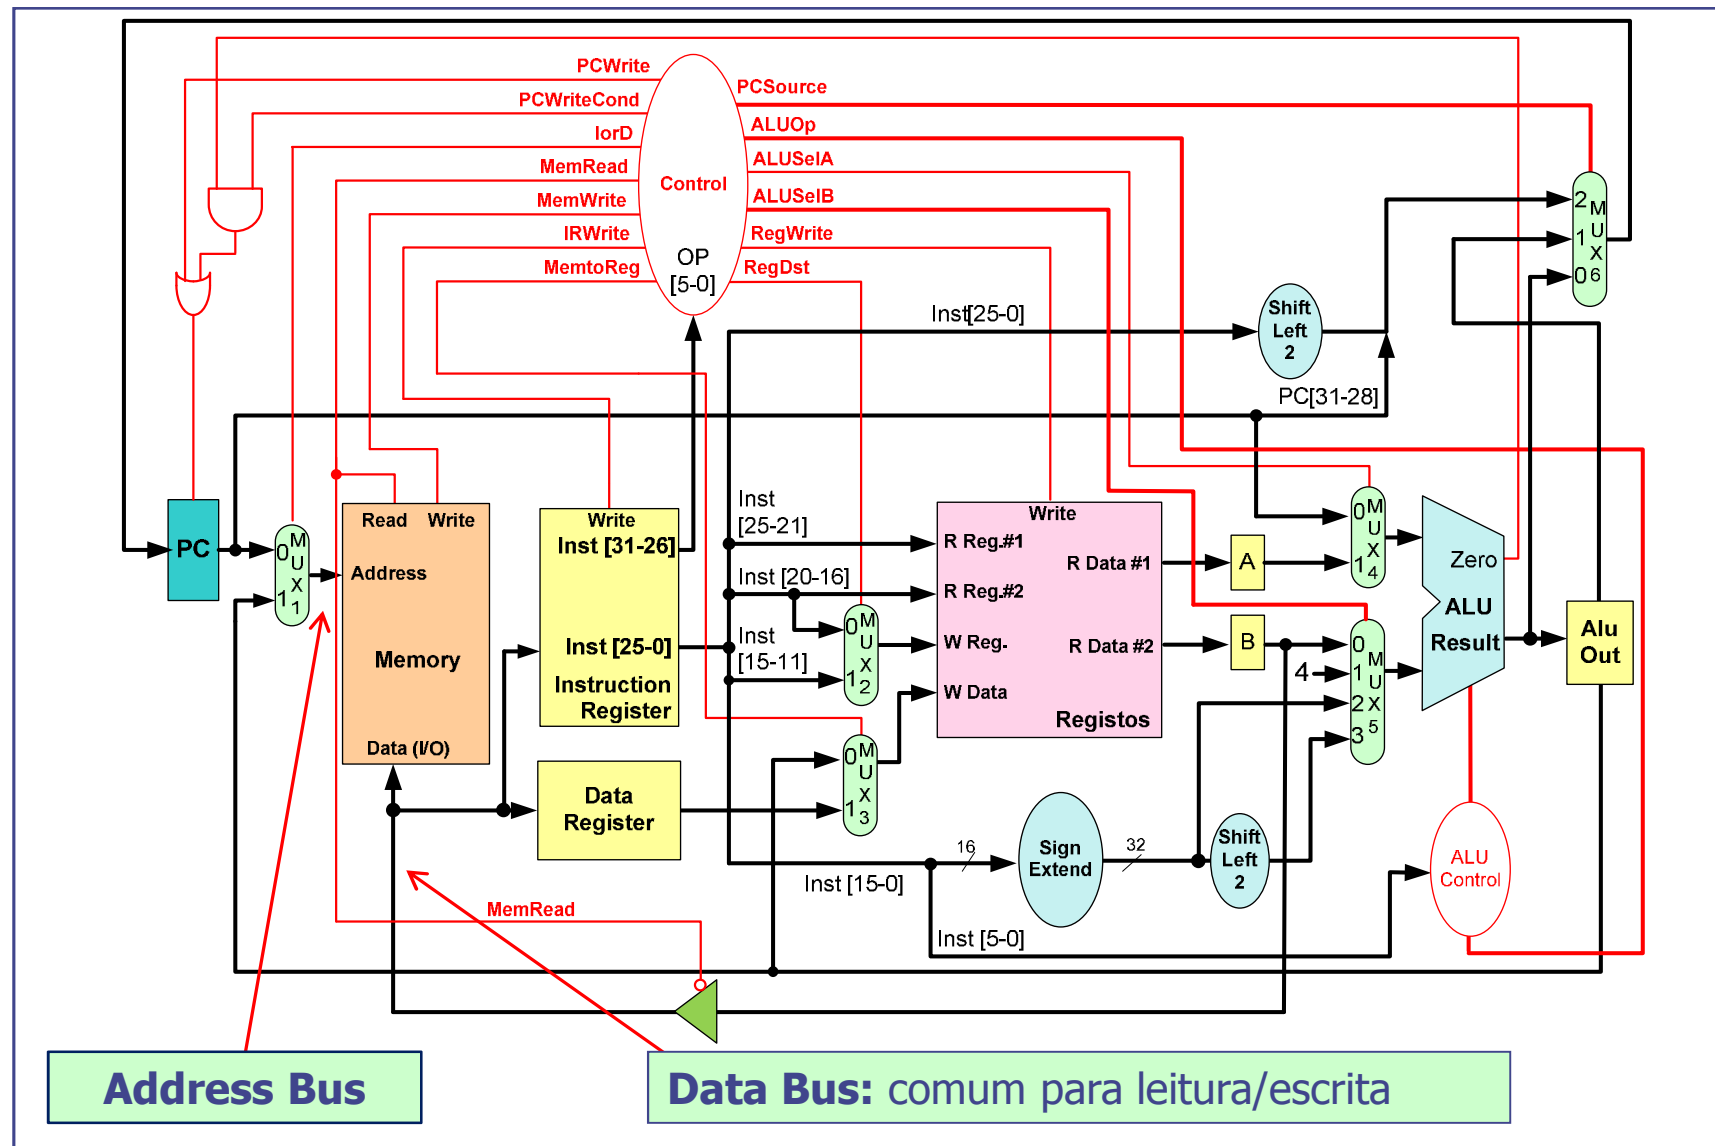 PCWrite
PCWriteCond
IorD
MemRead
MemWrite
IRWrite
MemtoReg
Control
OP
[5-0]
PCSource
ALUOp
ALUSelA
ALUSelB
RegWrite
RegDst
2
1
0
M
U
X
6
Inst[25-0]
Shift
Left
2
PC[31-28]
PC
0
1
M
U
X
1
Read Write
Address
Memory
Data (I/O)
Write
Inst [31-26]
Inst [25-0]
Instruction
Register
Data
Register
Inst
[25-21]
Inst [20-16]
Inst
[15-11]
0
1
M
U
X
2
0
1
M
U
X
3
Write
R Reg.#1
R Reg.#2
W Reg.
W Data
R Data #1
R Data #2
Registos
A
B
0
1
M
U
X
4
4
0
1
2
3
M
U
X
5
Zero
ALU
Result
Alu
Out
Inst [15-0]
16
Sign
Extend
32
Shift
Left
2
ALU
Control
Inst [5-0]
MemRead
Address Bus
Data Bus: comum para leitura/escrita